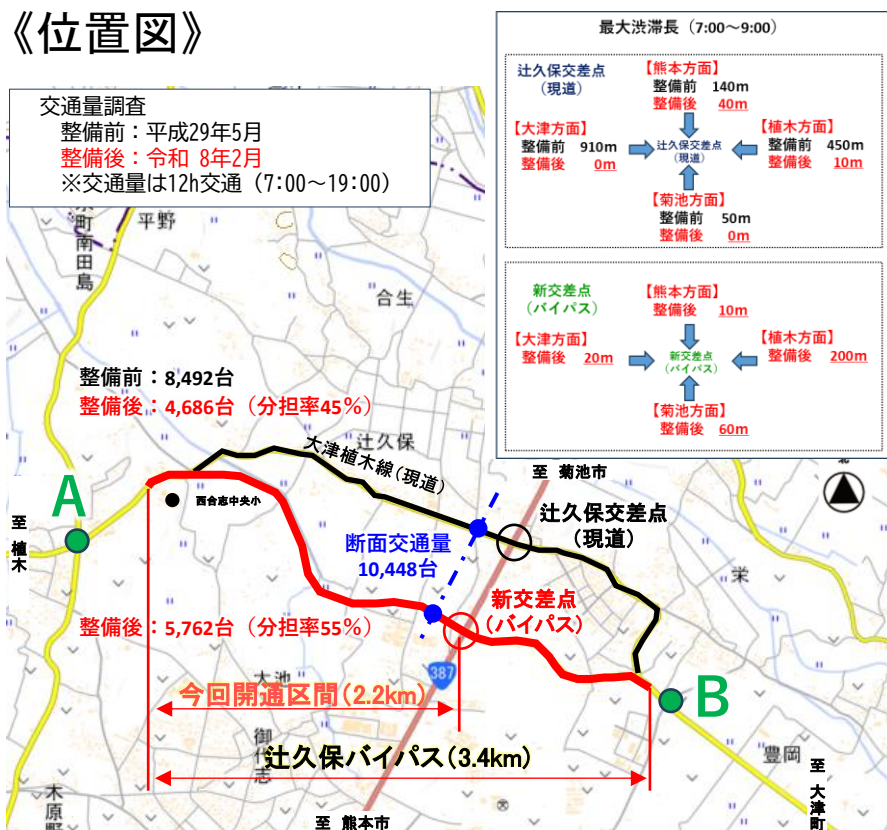 《位置図》
交通量調査
整備前：平成29年5月
整備後：令和 8年2月
※交通量は12h交通（7:00～19:00）
最大渋滞長（7:00～9:00）
辻久保交差点
（現道）
【熊本方面】
整備前 140m
整備後 40m
【大津方面】
整備前 910m
整備後 0m
辻久保交差点
（現道）
【植木方面】
整備前 450m
整備後 10m
【菊池方面】
整備前 50m
整備後 0m
新交差点
（バイパス）
【熊本方面】
整備後 10m
【大津方面】
整備後 20m
新交差点
（バイパス）
【植木方面】
整備後 200m
【菊池方面】
整備後 60m
町南田島
平野
合生
整備前：8,492台
整備後：4,686台（分担率45%）
辻久保
大津植木線(現道)
至 菊池市
北
A
西合志中央小
至 植木
断面交通量
10,448台
辻久保交差点
(現道)
栄
新交差点
(バイパス)
整備後：5,762台（分担率55%）
387
大池
今回開通区間(2.2km)
B
御代志
辻久保バイパス(3.4km)
豊岡
至 大津町
木原野
至 熊本市